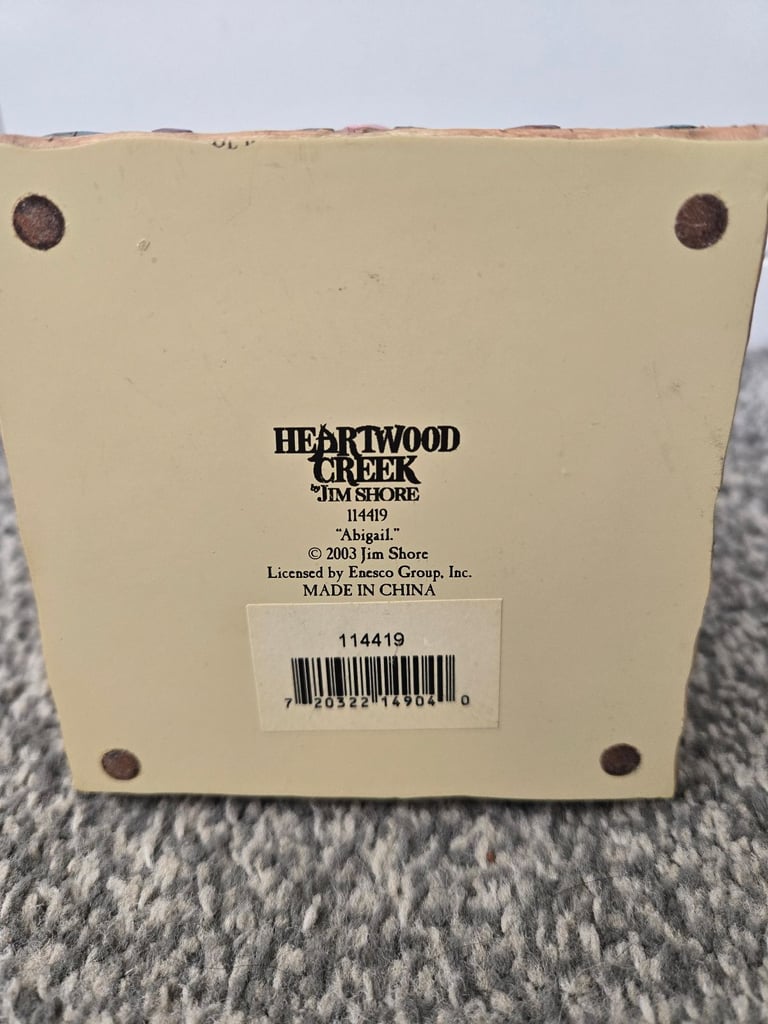 HEARTWOOD
CREEK
by JIM SHORE
114419
"Abigail."
© 2003 Jim Shore
Licensed by Enesco Group, Inc.
MADE IN CHINA
114419
7 20322 14904 0